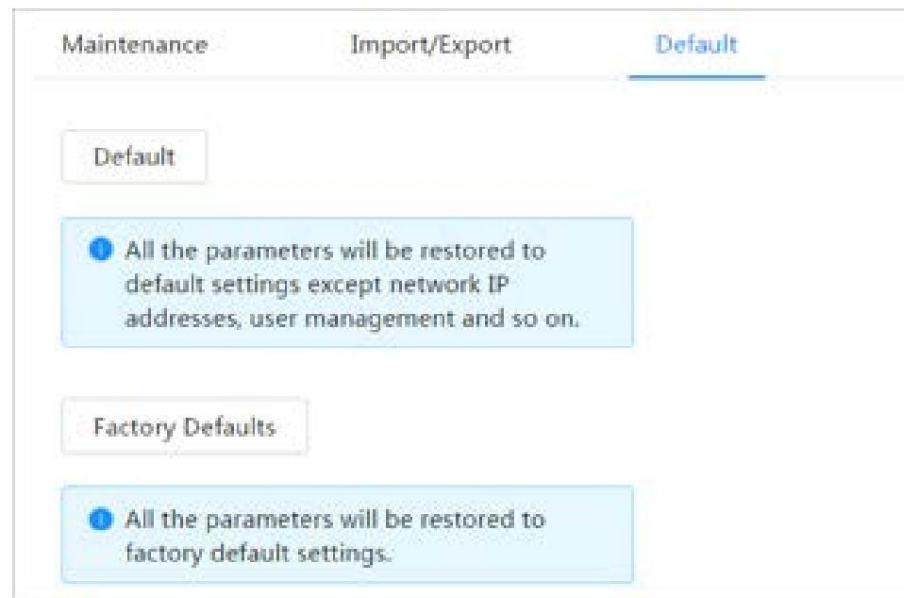 Maintenance Import/Export Default
Default
All the parameters will be restored to
default settings except network IP
addresses, user management and so on.
Factory Defaults
All the parameters will be restored to
factory default settings.